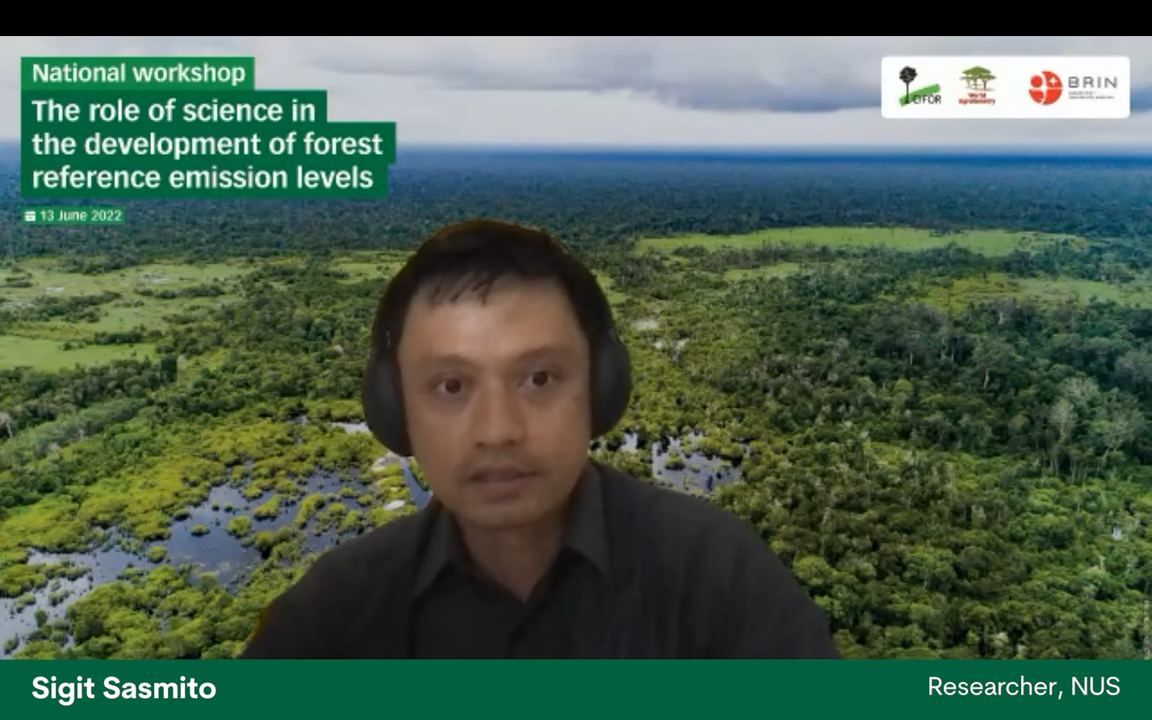 National workshop
The role of science in
the development of forest
reference emission levels
13 June 2022
CIFOR
World
Agroforestry
BRIN
Sigit Sasmito
Researcher, NUS